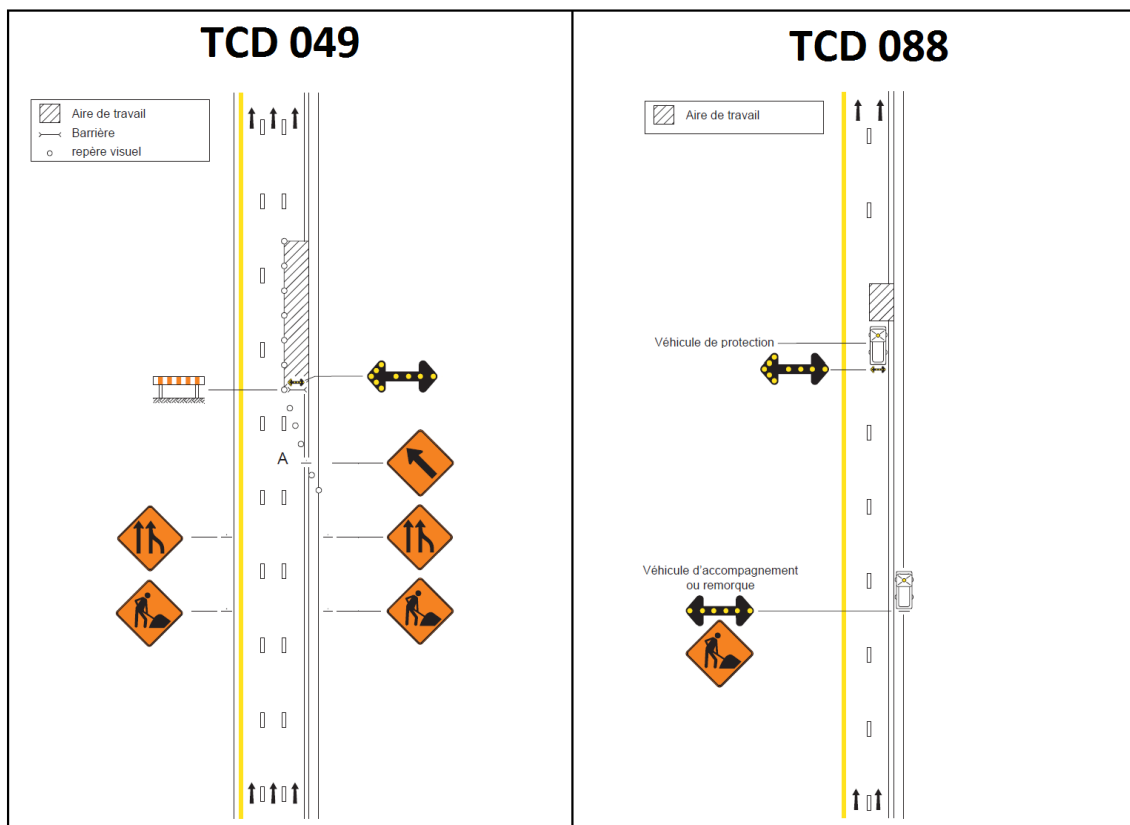 TCD 049
Aire de travail
Barrière
repère visuel
A
TCD 088
Aire de travail
Véhicule de protection
Véhicule d'accompagnement
ou remorque